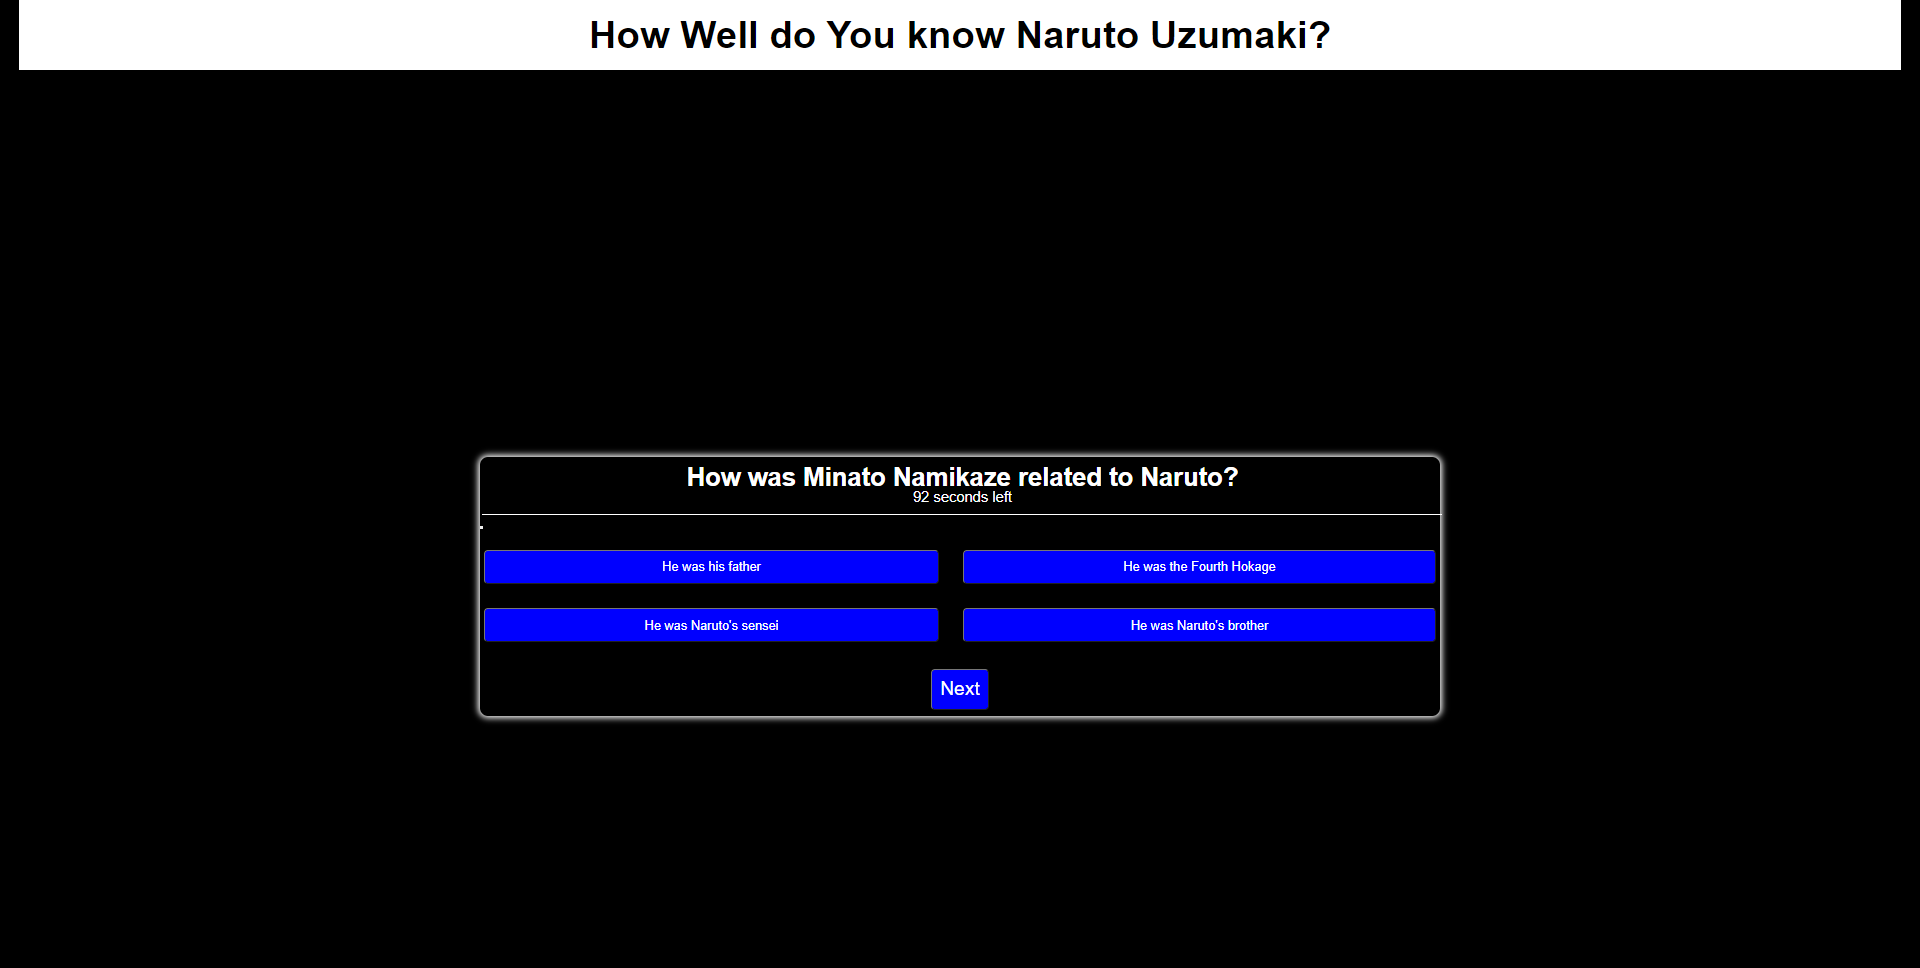 How Well do You know Naruto Uzumaki?
How was Minato Namikaze related to Naruto?
92 seconds left
He was his father
He was the Fourth Hokage
He was Naruto's sensei
He was Naruto's brother
Next